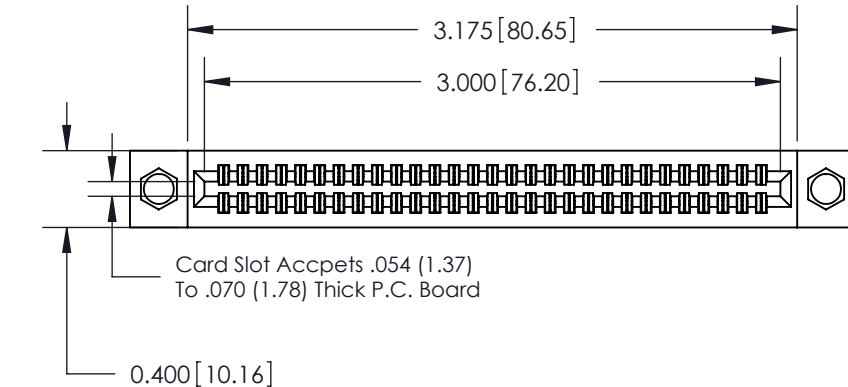 3.175[80.65]
3.000[76.20]
Card Slot Accpets .054 (1.37)
To .070 (1.78) Thick P.C. Board
0.400[10.16]